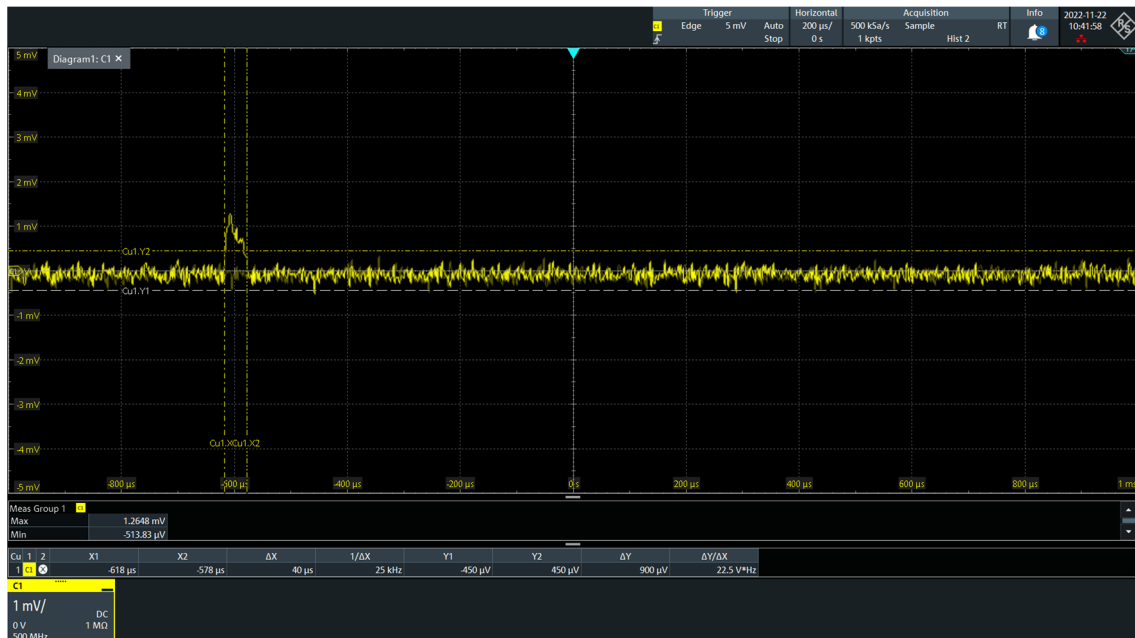 Trigger Horizontal Acquisition Info 2022-11-22
C1 Edge 5 mV Auto 200 µs/ 500 kSa/s Sample RT 10:41:58
Stop 0 s 1 kpts Hist 2 8
R&S
Diagram1: C1 ✕
5 mV
4 mV
3 mV
2 mV
1 mV
Cu1.Y2
Cu1.Y1
-1 mV
-2 mV
-3 mV
-4 mV
Cu1.X Cu1.X2
-5 mV
-800 µs -600 µs -400 µs -200 µs 0 s 200 µs 400 µs 600 µs 800 µs 1 ms
Meas Group 1 C1
Max 1.2648 mV
Min -513.83 µV
Cu 1 2 X1 X2 ΔX 1/ΔX Y1 Y2 ΔY ΔY/ΔX
1 C1 X -618 µs -578 µs 40 µs 25 kHz -450 µV 450 µV 900 µV 22.5 V*Hz
C1
1 mV/
DC
0 V 1 MΩ
500 MHz